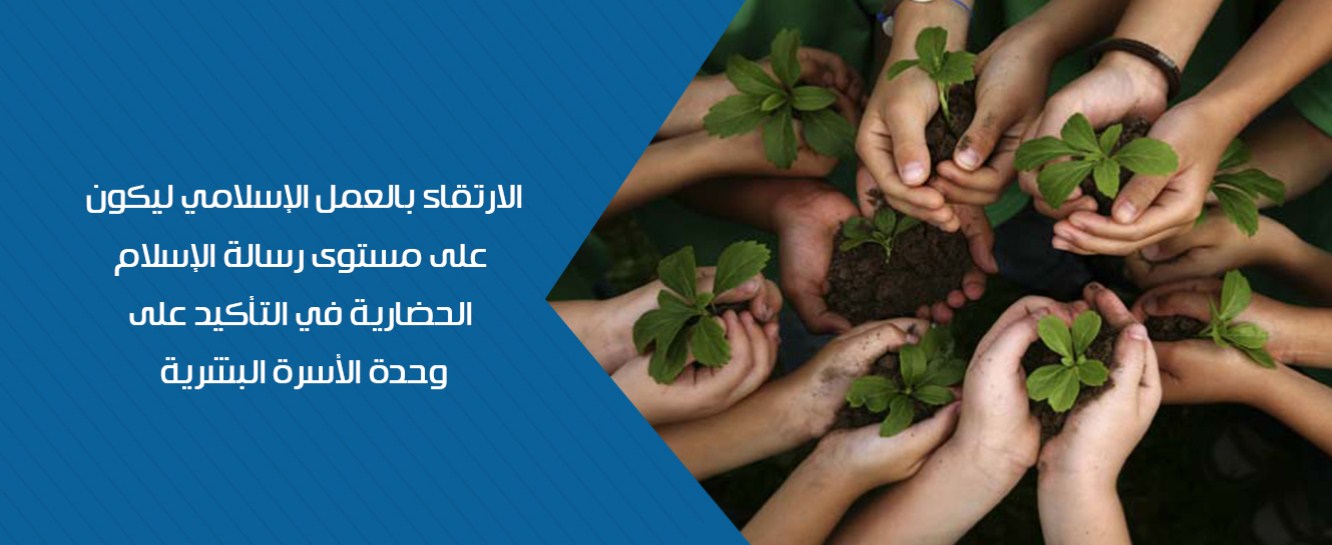 الارتقاء بالعمل الإسلامي ليكون
على مستوى رسالة الإسلام
الحضارية في التأكيد على
وحدة الأسرة البشرية